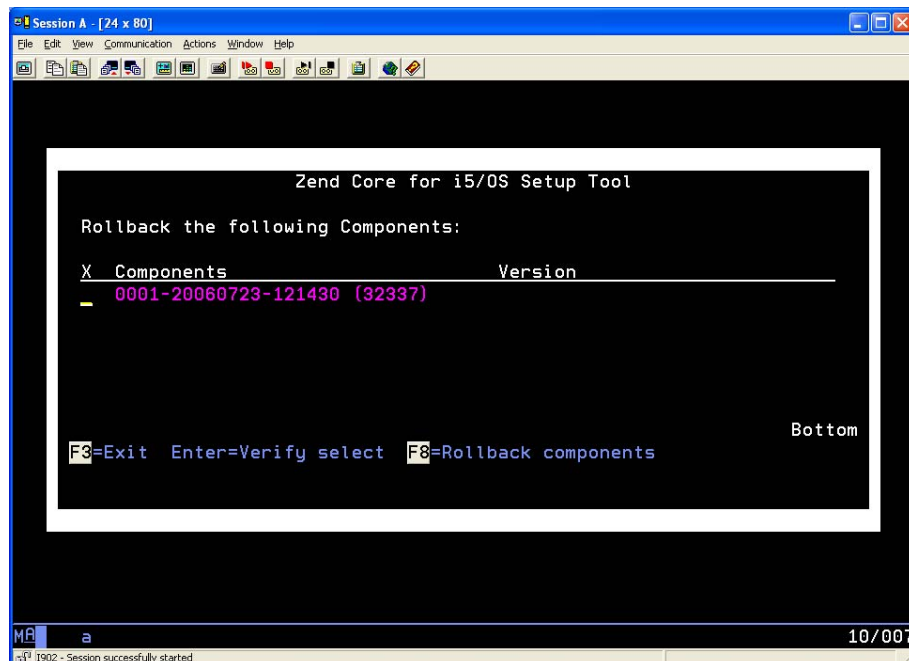 Session A - [24 x 80]
File Edit View Communication Actions Window Help
Zend Core for i5/OS Setup Tool
Rollback the following Components:
X Components Version
0001-20060723-121430 (32337)
Bottom
F3=Exit Enter=Verify select F8=Rollback components
MA a 10/007
I902 - Session successfully started